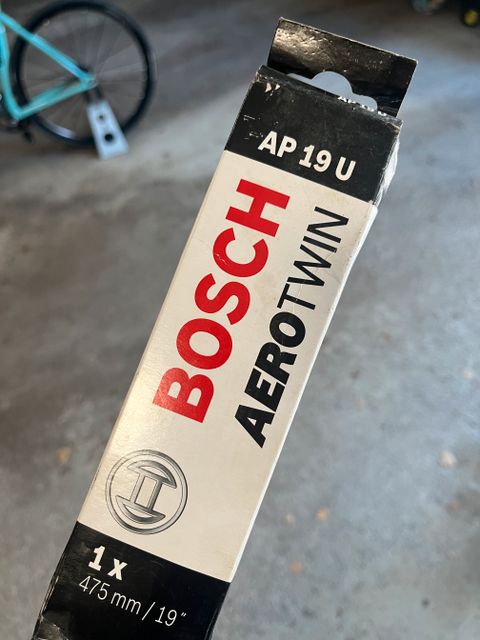 AP 19 U
BOSCH
AEROTWIN
1 x
475 mm / 19"